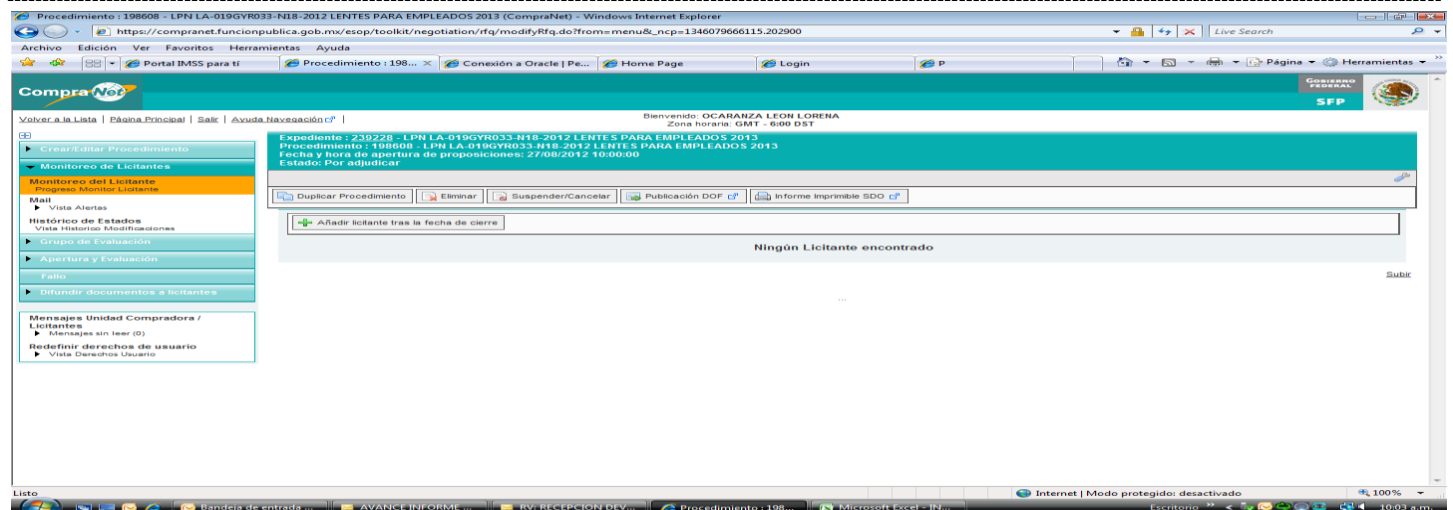 Procedimiento : 198608 - LPN LA-019GYR033-N18-2012 LENTES PARA EMPLEADOS 2013 (CompraNet) - Windows Internet Explorer
https://compranet.funcionpublica.gob.mx/esop/toolkit/negotiation/rfq/modifyRfq.do?from=menu&_ncp=1346079666115.202900
Live Search
Archivo Edición Ver Favoritos Herramientas Ayuda
Portal IMSS para ti
Procedimiento : 198...
Conexión a Oracle | Pe...
Home Page
Login
P
Página
Herramientas
CompraNet
GOBIERNO FEDERAL
SFP
Volver a la Lista | Página Principal | Salir | Ayuda Navegación |
Bienvenido: OCARANZA LEON LORENA
Zona horaria: GMT - 6:00 DST
Crear/Editar Procedimiento
Monitoreo de Licitantes
Monitoreo del Licitante
Progreso Monitor Licitante
Mail
Vista Alertas
Histórico de Estados
Vista Historico Modificaciones
Grupo de Evaluación
Apertura y Evaluación
Fallo
Difundir documentos a licitantes
Mensajes Unidad Compradora /
Licitantes
Mensajes sin leer (0)
Redefinir derechos de usuario
Vista Derechos Usuario
Expediente : 239228 - LPN LA-019GYR033-N18-2012 LENTES PARA EMPLEADOS 2013
Procedimiento : 198608 - LPN LA-019GYR033-N18-2012 LENTES PARA EMPLEADOS 2013
Fecha y hora de apertura de proposiciones: 27/08/2012 10:00:00
Estado: Por adjudicar
Duplicar Procedimiento
Eliminar
Suspender/Cancelar
Publicación DOF
Informe Imprimible SDO
Añadir licitante tras la fecha de cierre
Ningún Licitante encontrado
Subir
...
Listo
Internet | Modo protegido: desactivado
100%
Bandeja de entrada ...
AVANCE INFORME ...
RV: RECEPCION DEV...
Procedimiento : 198...
Microsoft Excel - IN...
Escritorio
10:03 a.m.